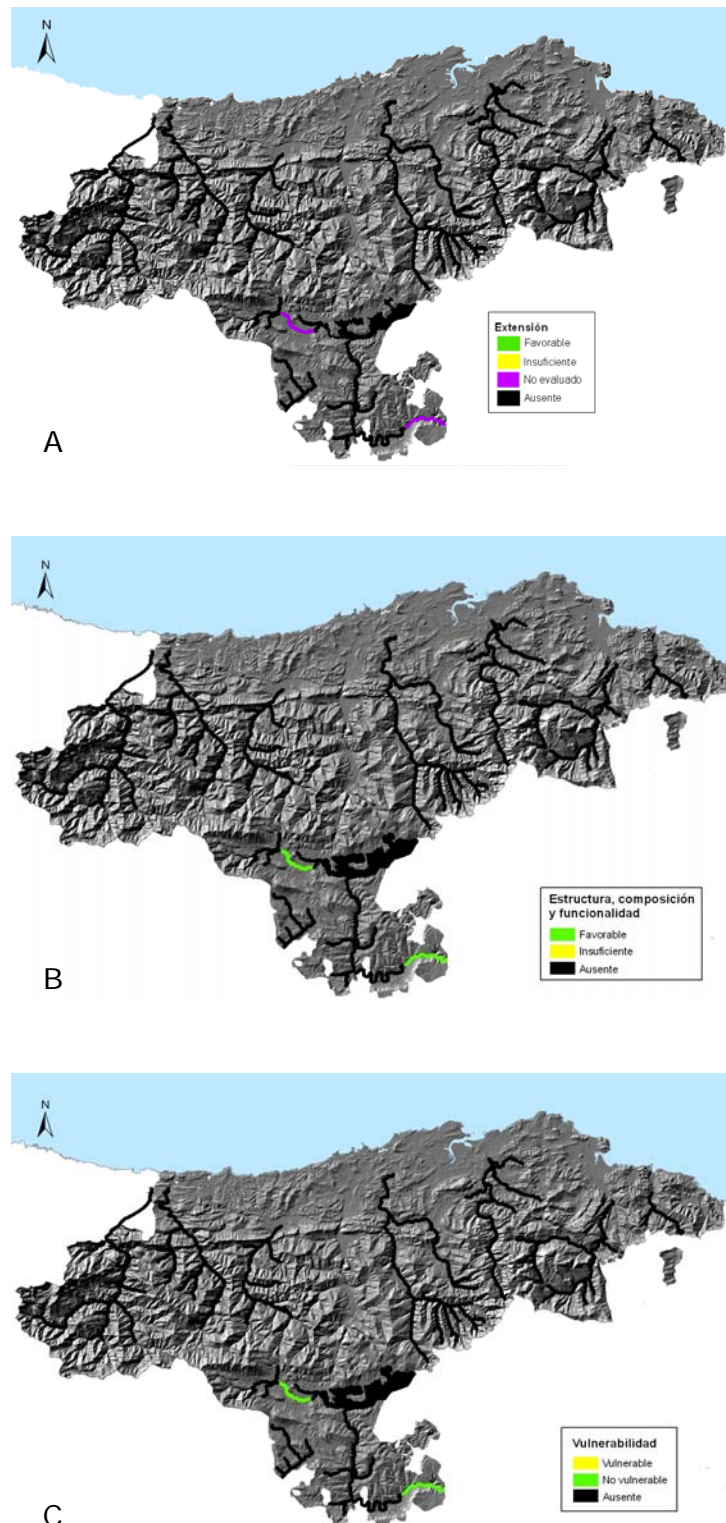 N
Extensión
Favorable
Insuficiente
No evaluado
Ausente
A
N
Estructura, composición
y funcionalidad
Favorable
Insuficiente
Ausente
B
N
Vulnerabilidad
Vulnerable
No vulnerable
Ausente
C